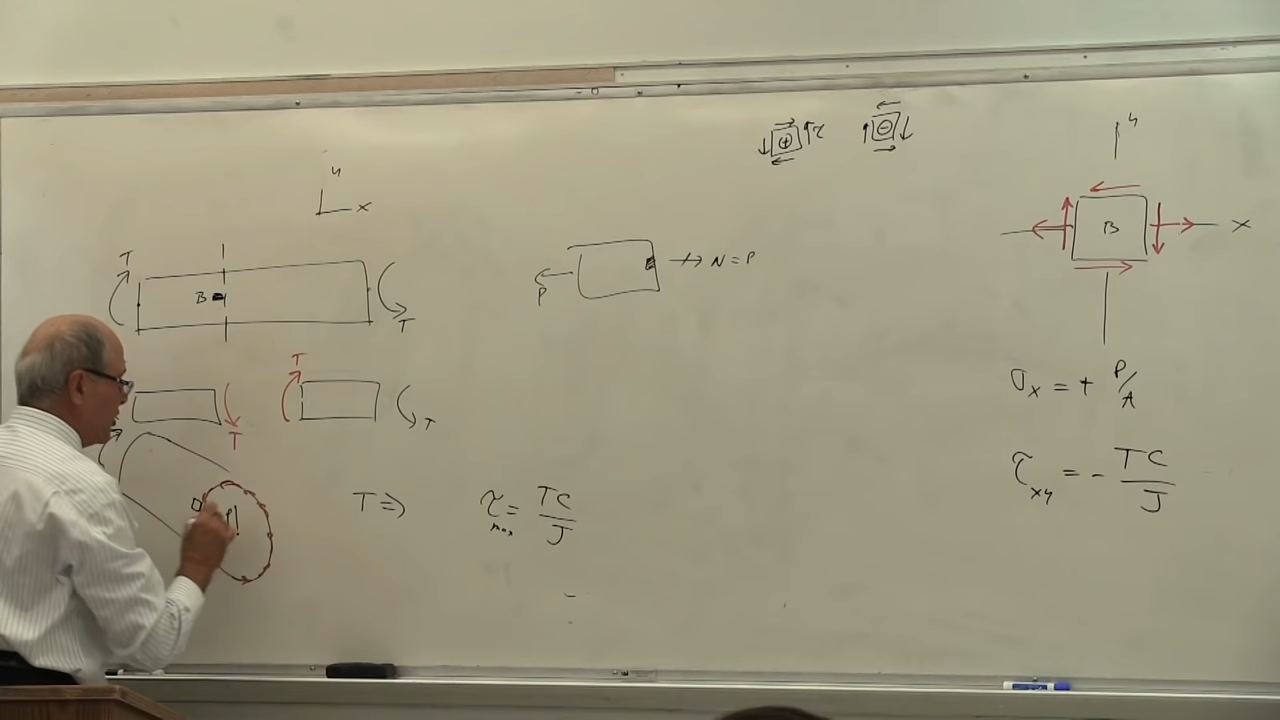 y
x
T
B
T
T
T
T
P
T ⇒
τmax = TC/J
P
N = P
⊕ τ
⊖
y
B
x
σx = + P/A
τxy = - TC/J